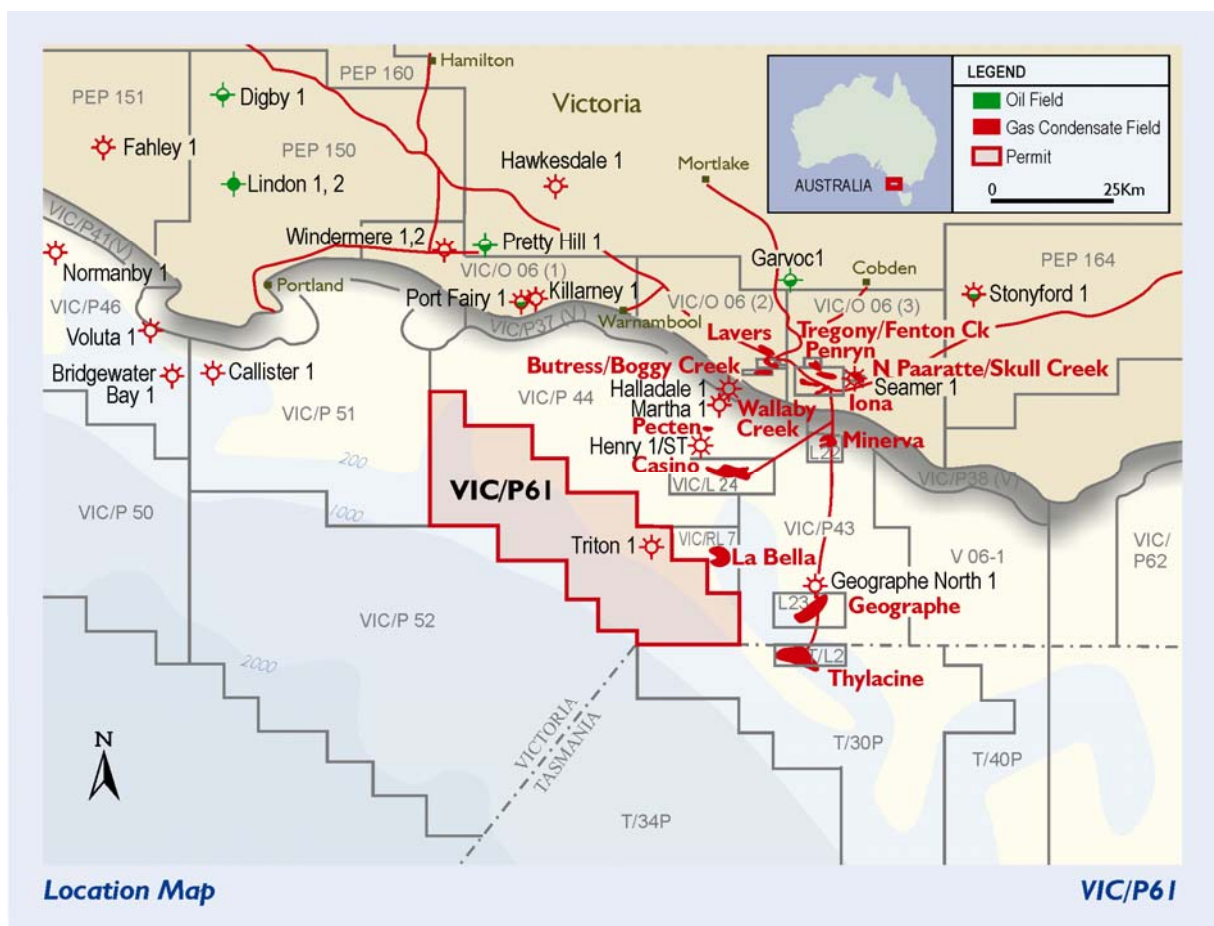 Hamilton
PEP 160
PEP 151
Digby 1
Victoria
Fahley 1
PEP 150
Lindon 1, 2
Hawkesdale 1
Mortlake
AUSTRALIA
LEGEND
Oil Field
Gas Condensate Field
Permit
0 25Km
VIC/P41(V)
Normanby 1
Windermere 1,2
Pretty Hill 1
VIC/O 06 (1)
Garvoc1
Cobden
PEP 164
Portland
Port Fairy 1
Killarney 1
VIC/P37 (V)
Warnambool
VIC/O 06 (2)
VIC/O 06 (3)
Stonyford 1
VIC/P46
Voluta 1
Lavers
Tregony/Fenton Ck
Penryn
Bridgewater
Bay 1
Callister 1
Butress/Boggy Creek
N Paaratte/Skull Creek
Seamer 1
Halladale 1
Martha 1
Iona
VIC/P 51
VIC/P 44
Wallaby
Creek
Pecten
Henry 1/ST
Minerva
L22
Casino
VIC/L 24
VIC/P38 (V)
200
VIC/P61
1000
VIC/P 50
VIC/P43
Triton 1
VIC/RL 7
La Bella
V 06-1
VIC/
P62
Geographe North 1
L23
Geographe
VIC/P 52
2000
T/L2
Thylacine
VICTORIA
TASMANIA
N
T/30P
T/40P
T/34P
Location Map
VIC/P61